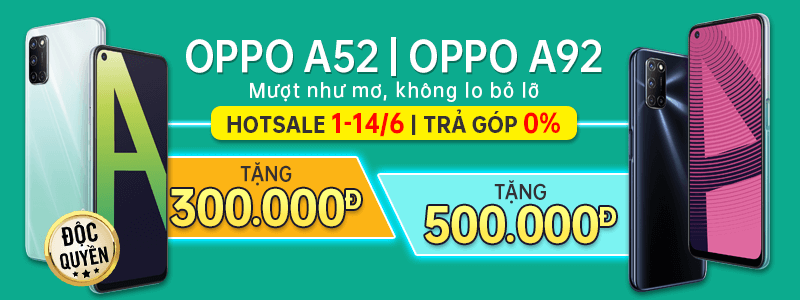 OPPO A52 | OPPO A92
Mượt như mơ, không lo bỏ lỡ
HOTSALE 1-14/6 | TRẢ GÓP 0%
TẶNG
300.000Đ
TẶNG
500.000Đ
ĐỘC
QUYỀN
A